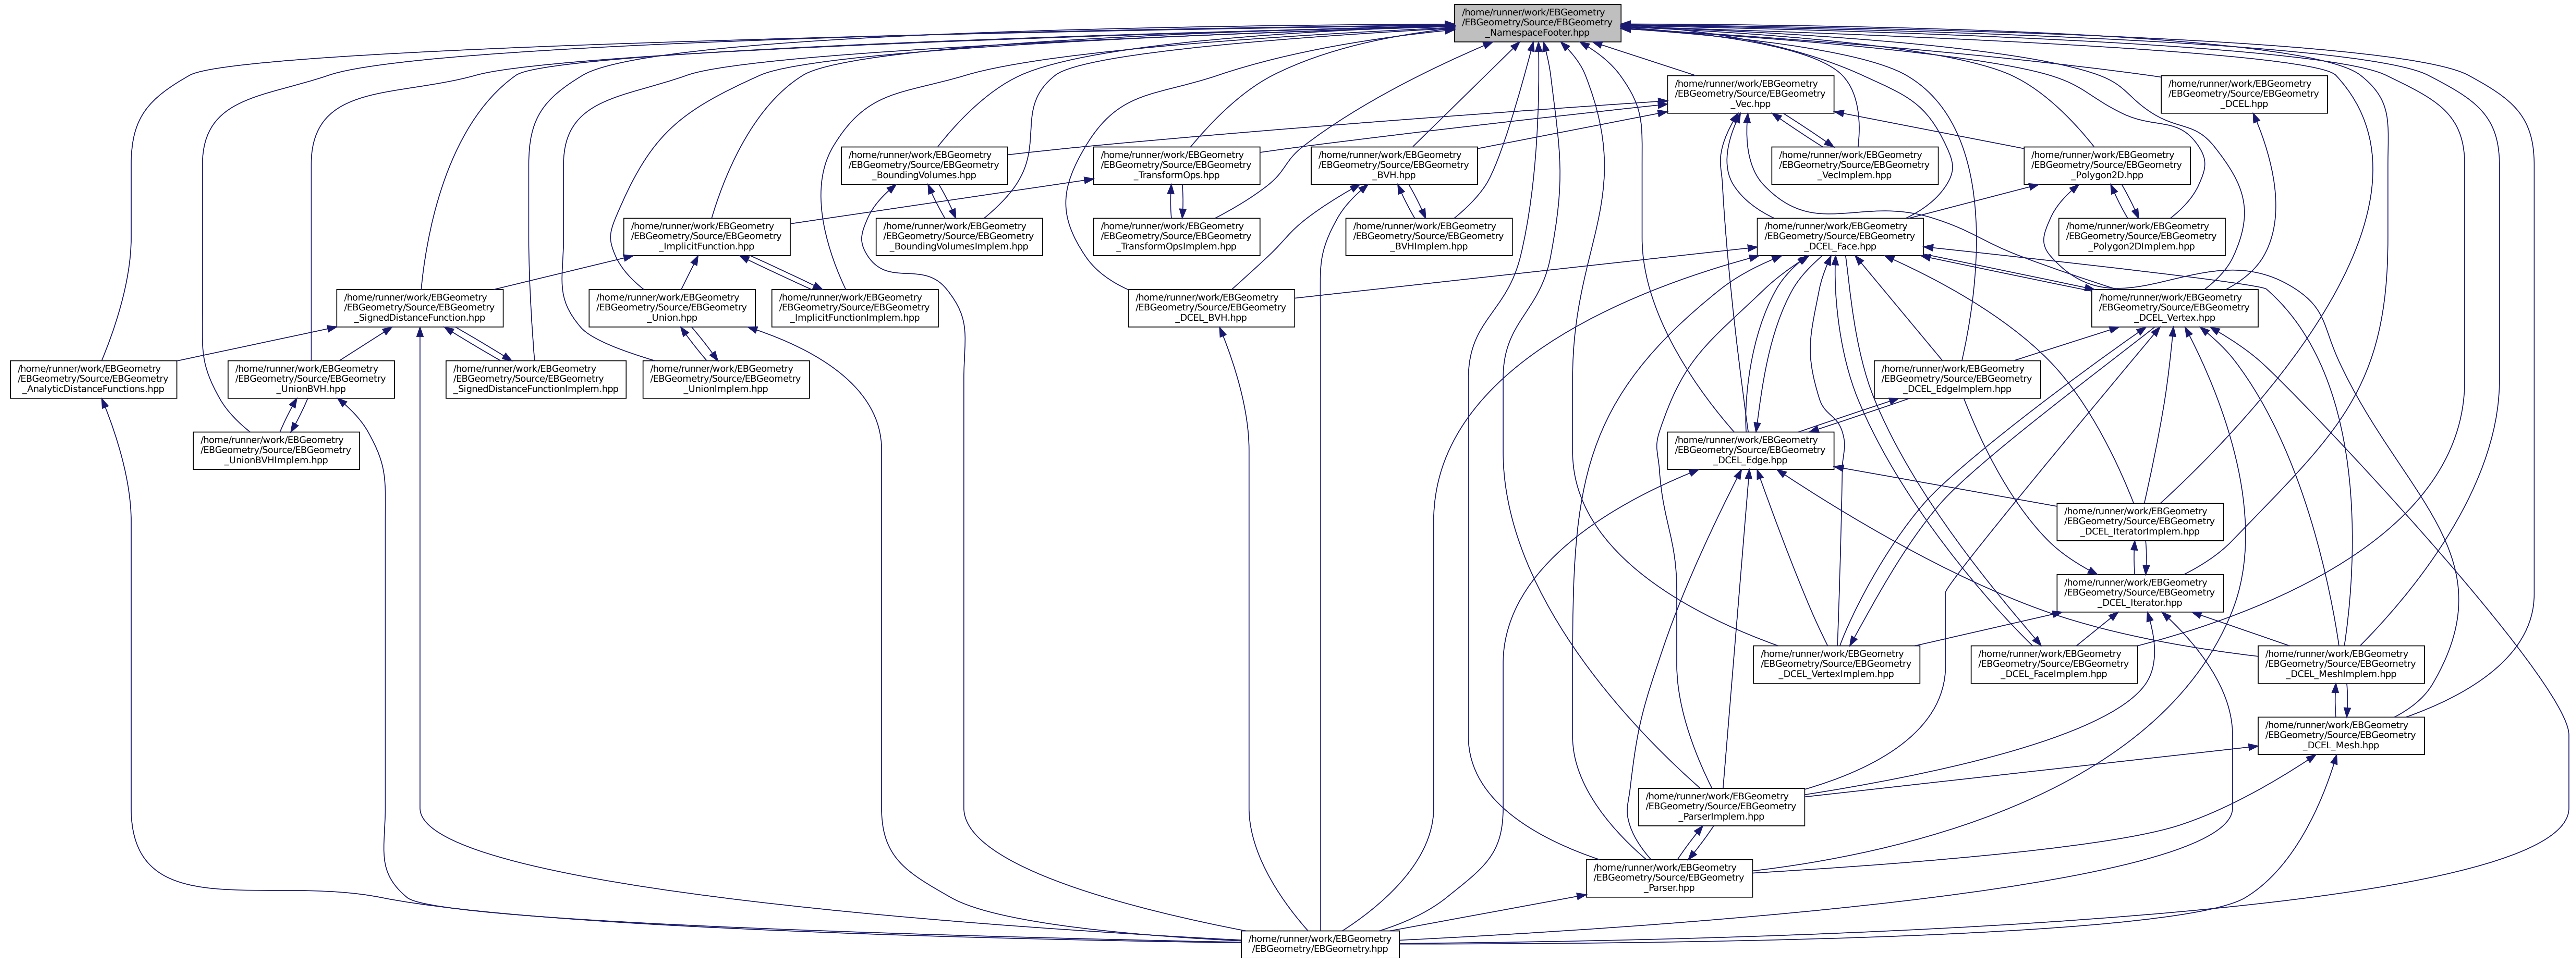 /home/runner/work/EBGeometry
/EBGeometry/Source/EBGeometry
_NamespaceFooter.hpp
/home/runner/work/EBGeometry
/EBGeometry/Source/EBGeometry
_Vec.hpp
/home/runner/work/EBGeometry
/EBGeometry/Source/EBGeometry
_DCEL.hpp
/home/runner/work/EBGeometry
/EBGeometry/Source/EBGeometry
_BoundingVolumes.hpp
/home/runner/work/EBGeometry
/EBGeometry/Source/EBGeometry
_TransformOps.hpp
/home/runner/work/EBGeometry
/EBGeometry/Source/EBGeometry
_BVH.hpp
/home/runner/work/EBGeometry
/EBGeometry/Source/EBGeometry
_VecImplem.hpp
/home/runner/work/EBGeometry
/EBGeometry/Source/EBGeometry
_Polygon2D.hpp
/home/runner/work/EBGeometry
/EBGeometry/Source/EBGeometry
_ImplicitFunction.hpp
/home/runner/work/EBGeometry
/EBGeometry/Source/EBGeometry
_BoundingVolumesImplem.hpp
/home/runner/work/EBGeometry
/EBGeometry/Source/EBGeometry
_TransformOpsImplem.hpp
/home/runner/work/EBGeometry
/EBGeometry/Source/EBGeometry
_BVHImplem.hpp
/home/runner/work/EBGeometry
/EBGeometry/Source/EBGeometry
_DCEL_Face.hpp
/home/runner/work/EBGeometry
/EBGeometry/Source/EBGeometry
_Polygon2DImplem.hpp
/home/runner/work/EBGeometry
/EBGeometry/Source/EBGeometry
_SignedDistanceFunction.hpp
/home/runner/work/EBGeometry
/EBGeometry/Source/EBGeometry
_Union.hpp
/home/runner/work/EBGeometry
/EBGeometry/Source/EBGeometry
_ImplicitFunctionImplem.hpp
/home/runner/work/EBGeometry
/EBGeometry/Source/EBGeometry
_DCEL_BVH.hpp
/home/runner/work/EBGeometry
/EBGeometry/Source/EBGeometry
_DCEL_Vertex.hpp
/home/runner/work/EBGeometry
/EBGeometry/Source/EBGeometry
_AnalyticDistanceFunctions.hpp
/home/runner/work/EBGeometry
/EBGeometry/Source/EBGeometry
_UnionBVH.hpp
/home/runner/work/EBGeometry
/EBGeometry/Source/EBGeometry
_SignedDistanceFunctionImplem.hpp
/home/runner/work/EBGeometry
/EBGeometry/Source/EBGeometry
_UnionImplem.hpp
/home/runner/work/EBGeometry
/EBGeometry/Source/EBGeometry
_DCEL_EdgeImplem.hpp
/home/runner/work/EBGeometry
/EBGeometry/Source/EBGeometry
_UnionBVHImplem.hpp
/home/runner/work/EBGeometry
/EBGeometry/Source/EBGeometry
_DCEL_Edge.hpp
/home/runner/work/EBGeometry
/EBGeometry/Source/EBGeometry
_DCEL_IteratorImplem.hpp
/home/runner/work/EBGeometry
/EBGeometry/Source/EBGeometry
_DCEL_Iterator.hpp
/home/runner/work/EBGeometry
/EBGeometry/Source/EBGeometry
_DCEL_VertexImplem.hpp
/home/runner/work/EBGeometry
/EBGeometry/Source/EBGeometry
_DCEL_FaceImplem.hpp
/home/runner/work/EBGeometry
/EBGeometry/Source/EBGeometry
_DCEL_MeshImplem.hpp
/home/runner/work/EBGeometry
/EBGeometry/Source/EBGeometry
_DCEL_Mesh.hpp
/home/runner/work/EBGeometry
/EBGeometry/Source/EBGeometry
_ParserImplem.hpp
/home/runner/work/EBGeometry
/EBGeometry/Source/EBGeometry
_Parser.hpp
/home/runner/work/EBGeometry
/EBGeometry/EBGeometry.hpp